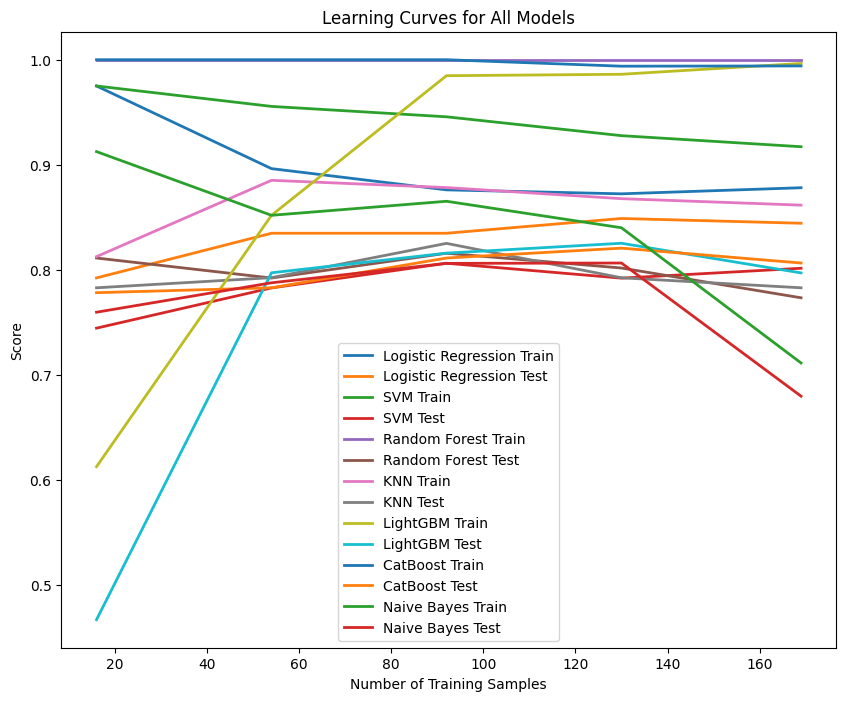 Learning Curves for All Models
1.0
0.9
0.8
0.7
0.6
0.5
Score
Logistic Regression Train
Logistic Regression Test
SVM Train
SVM Test
Random Forest Train
Random Forest Test
KNN Train
KNN Test
LightGBM Train
LightGBM Test
CatBoost Train
CatBoost Test
Naive Bayes Train
Naive Bayes Test
20 40 60 80 100 120 140 160
Number of Training Samples